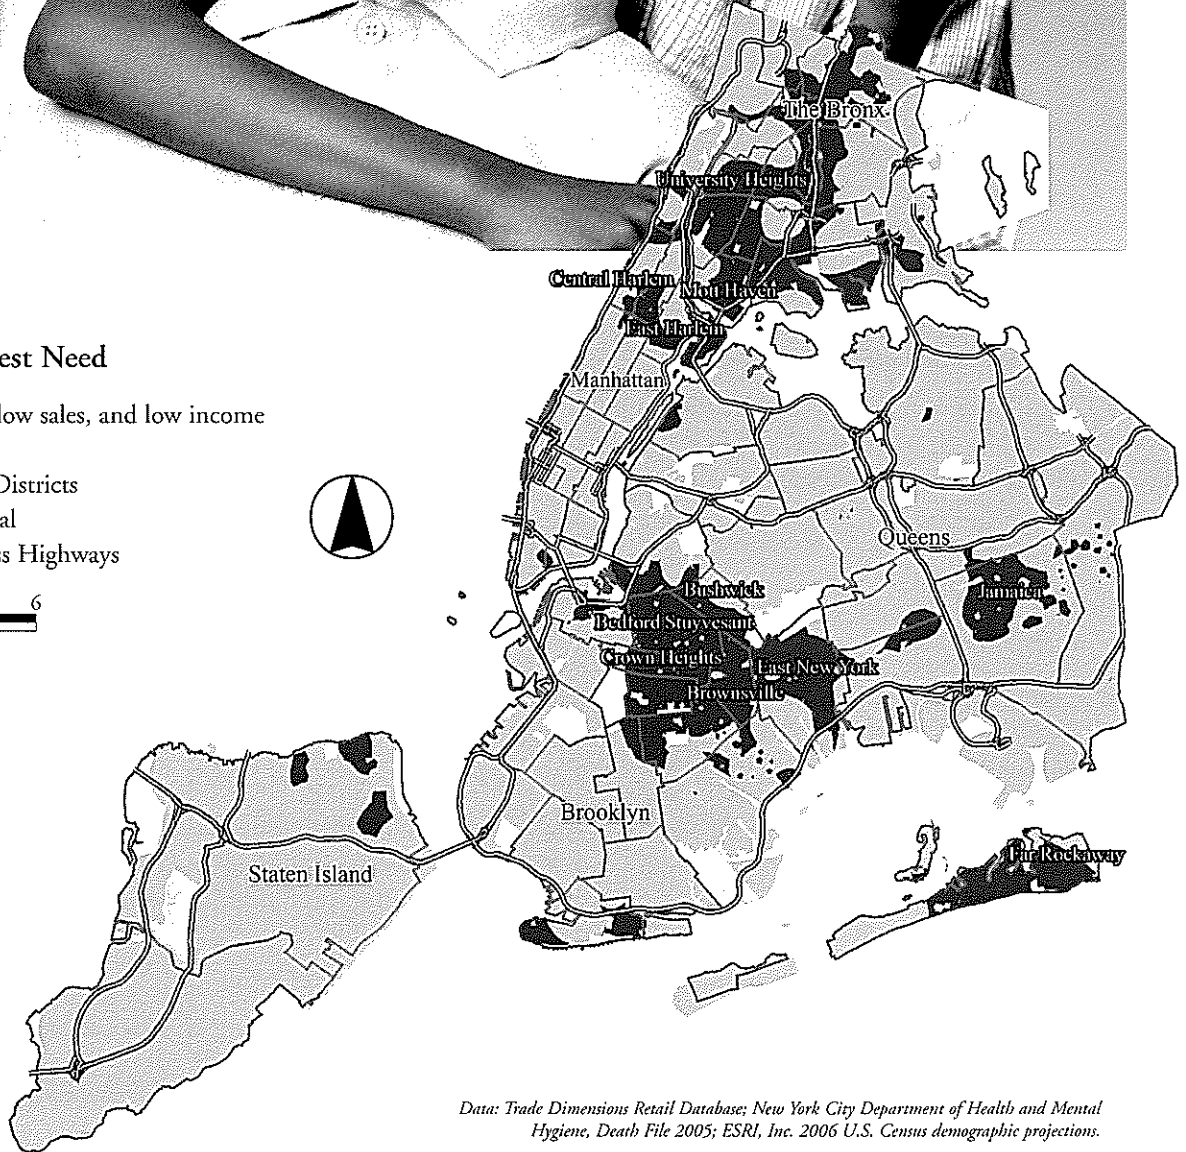 The Bronx
University Heights
Central Harlem
Mott Haven
East Harlem
est Need
Manhattan
low sales, and low income
Districts
al
Queens
s Highways
Bushwick
Jamaica
6
Bedford Stuyvesant
Crown Heights
East New York
Brownsville
Brooklyn
Far Rockaway
Staten Island
Data: Trade Dimensions Retail Database; New York City Department of Health and Mental
Hygiene, Death File 2005; ESRI, Inc. 2006 U.S. Census demographic projections.